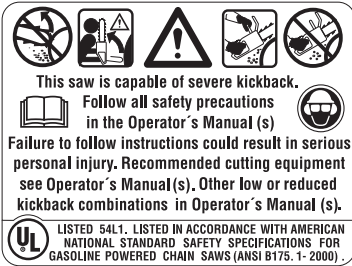 This saw is capable of severe kickback.
Follow all safety precautions
in the Operator´s Manual (s)
Failure to follow instructions could result in serious
personal injury. Recommended cutting equipment
see Operator´s Manual (s). Other low or reduced
kickback combinations in Operator´s Manual (s).
UL LISTED 54L1. LISTED IN ACCORDANCE WITH AMERICAN
NATIONAL STANDARD SAFETY SPECIFICATIONS FOR
GASOLINE POWERED CHAIN SAWS (ANSI B175. 1- 2000) .